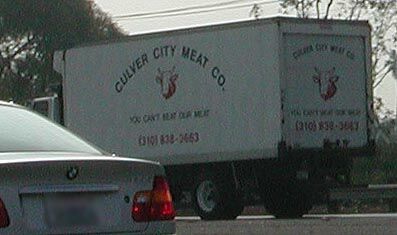 CULVER CITY MEAT CO.
YOU CAN'T BEAT OUR MEAT
(310) 838-3663
CULVER CITY MEAT CO.
YOU CAN'T BEAT OUR MEAT
(310) 838-3663